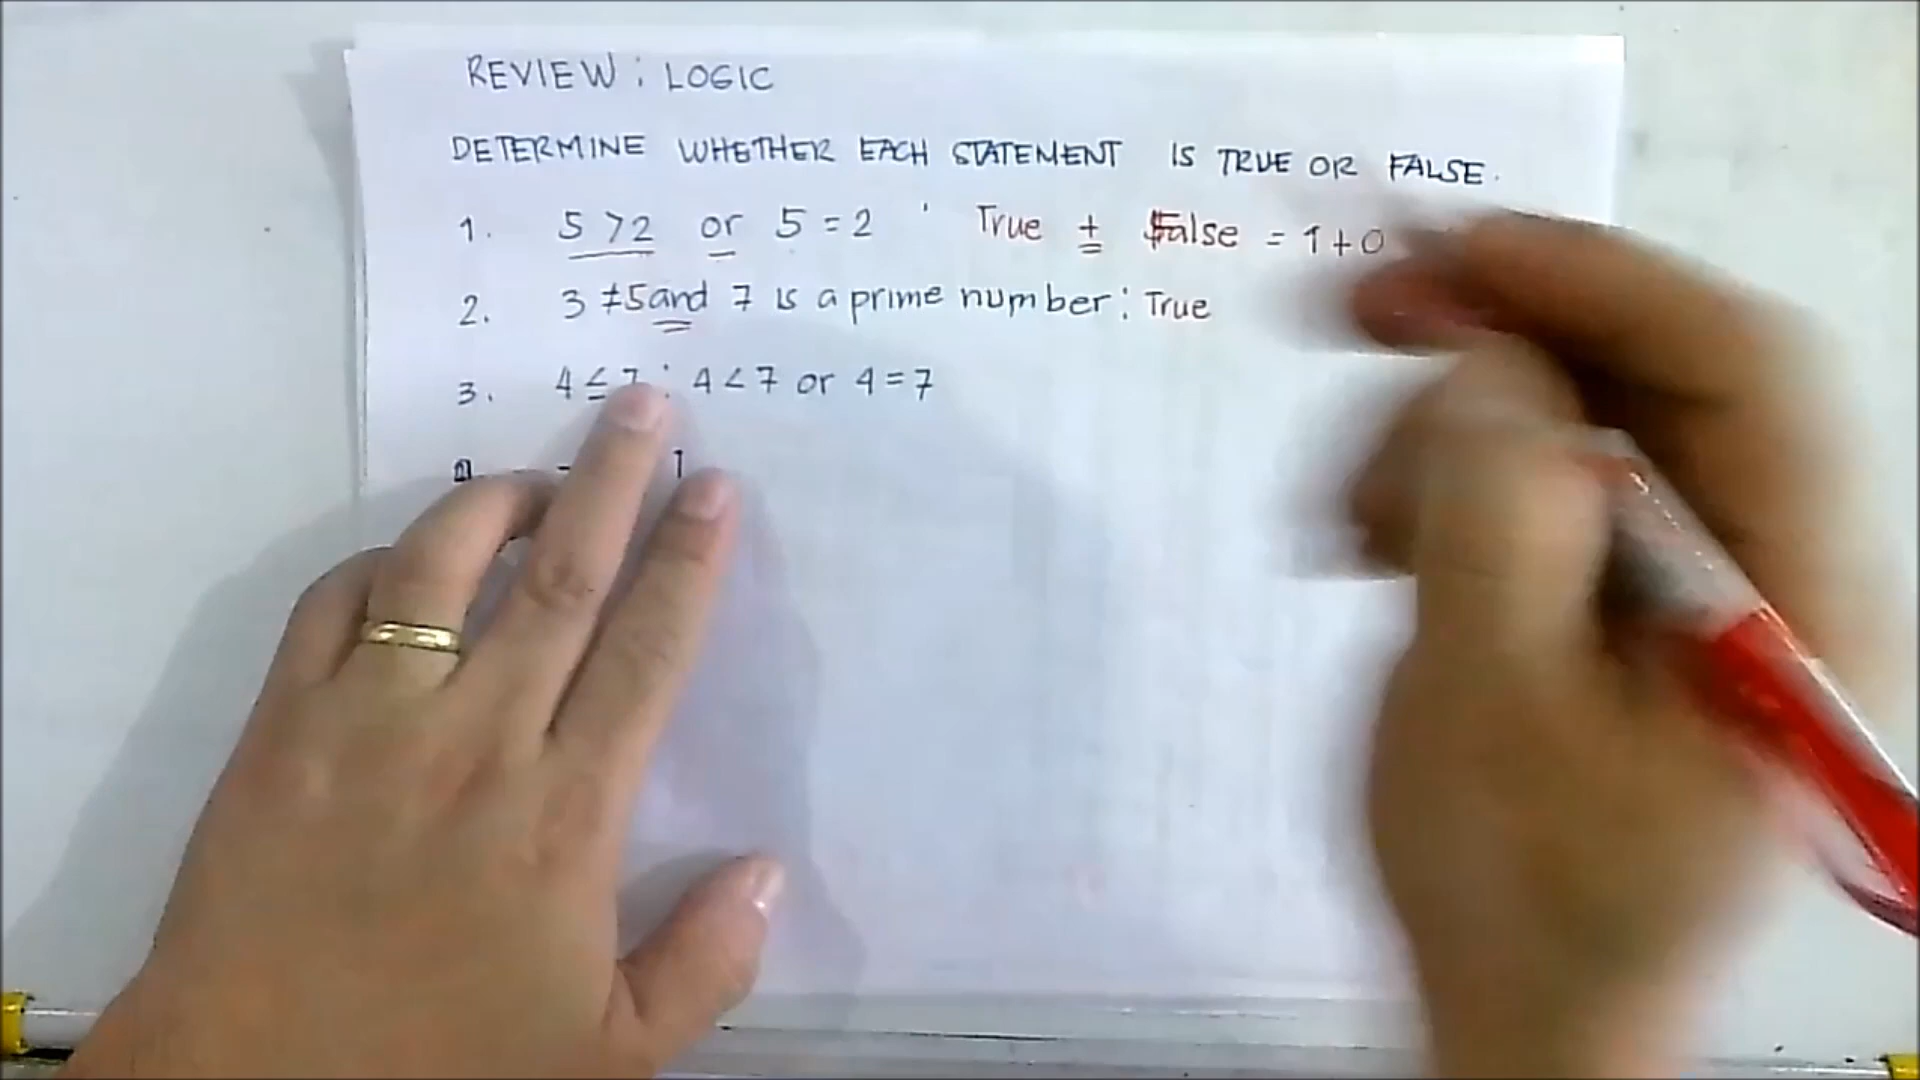 REVIEW : LOGIC
DETERMINE WHETHER EACH STATEMENT IS TRUE OR FALSE.
1. 5 > 2 or 5 = 2 True + False = 1 + 0
2. 3 ≠ 5 and 7 is a prime number : True
3. 4 ≤ 7 : 4 < 7 or 4 = 7